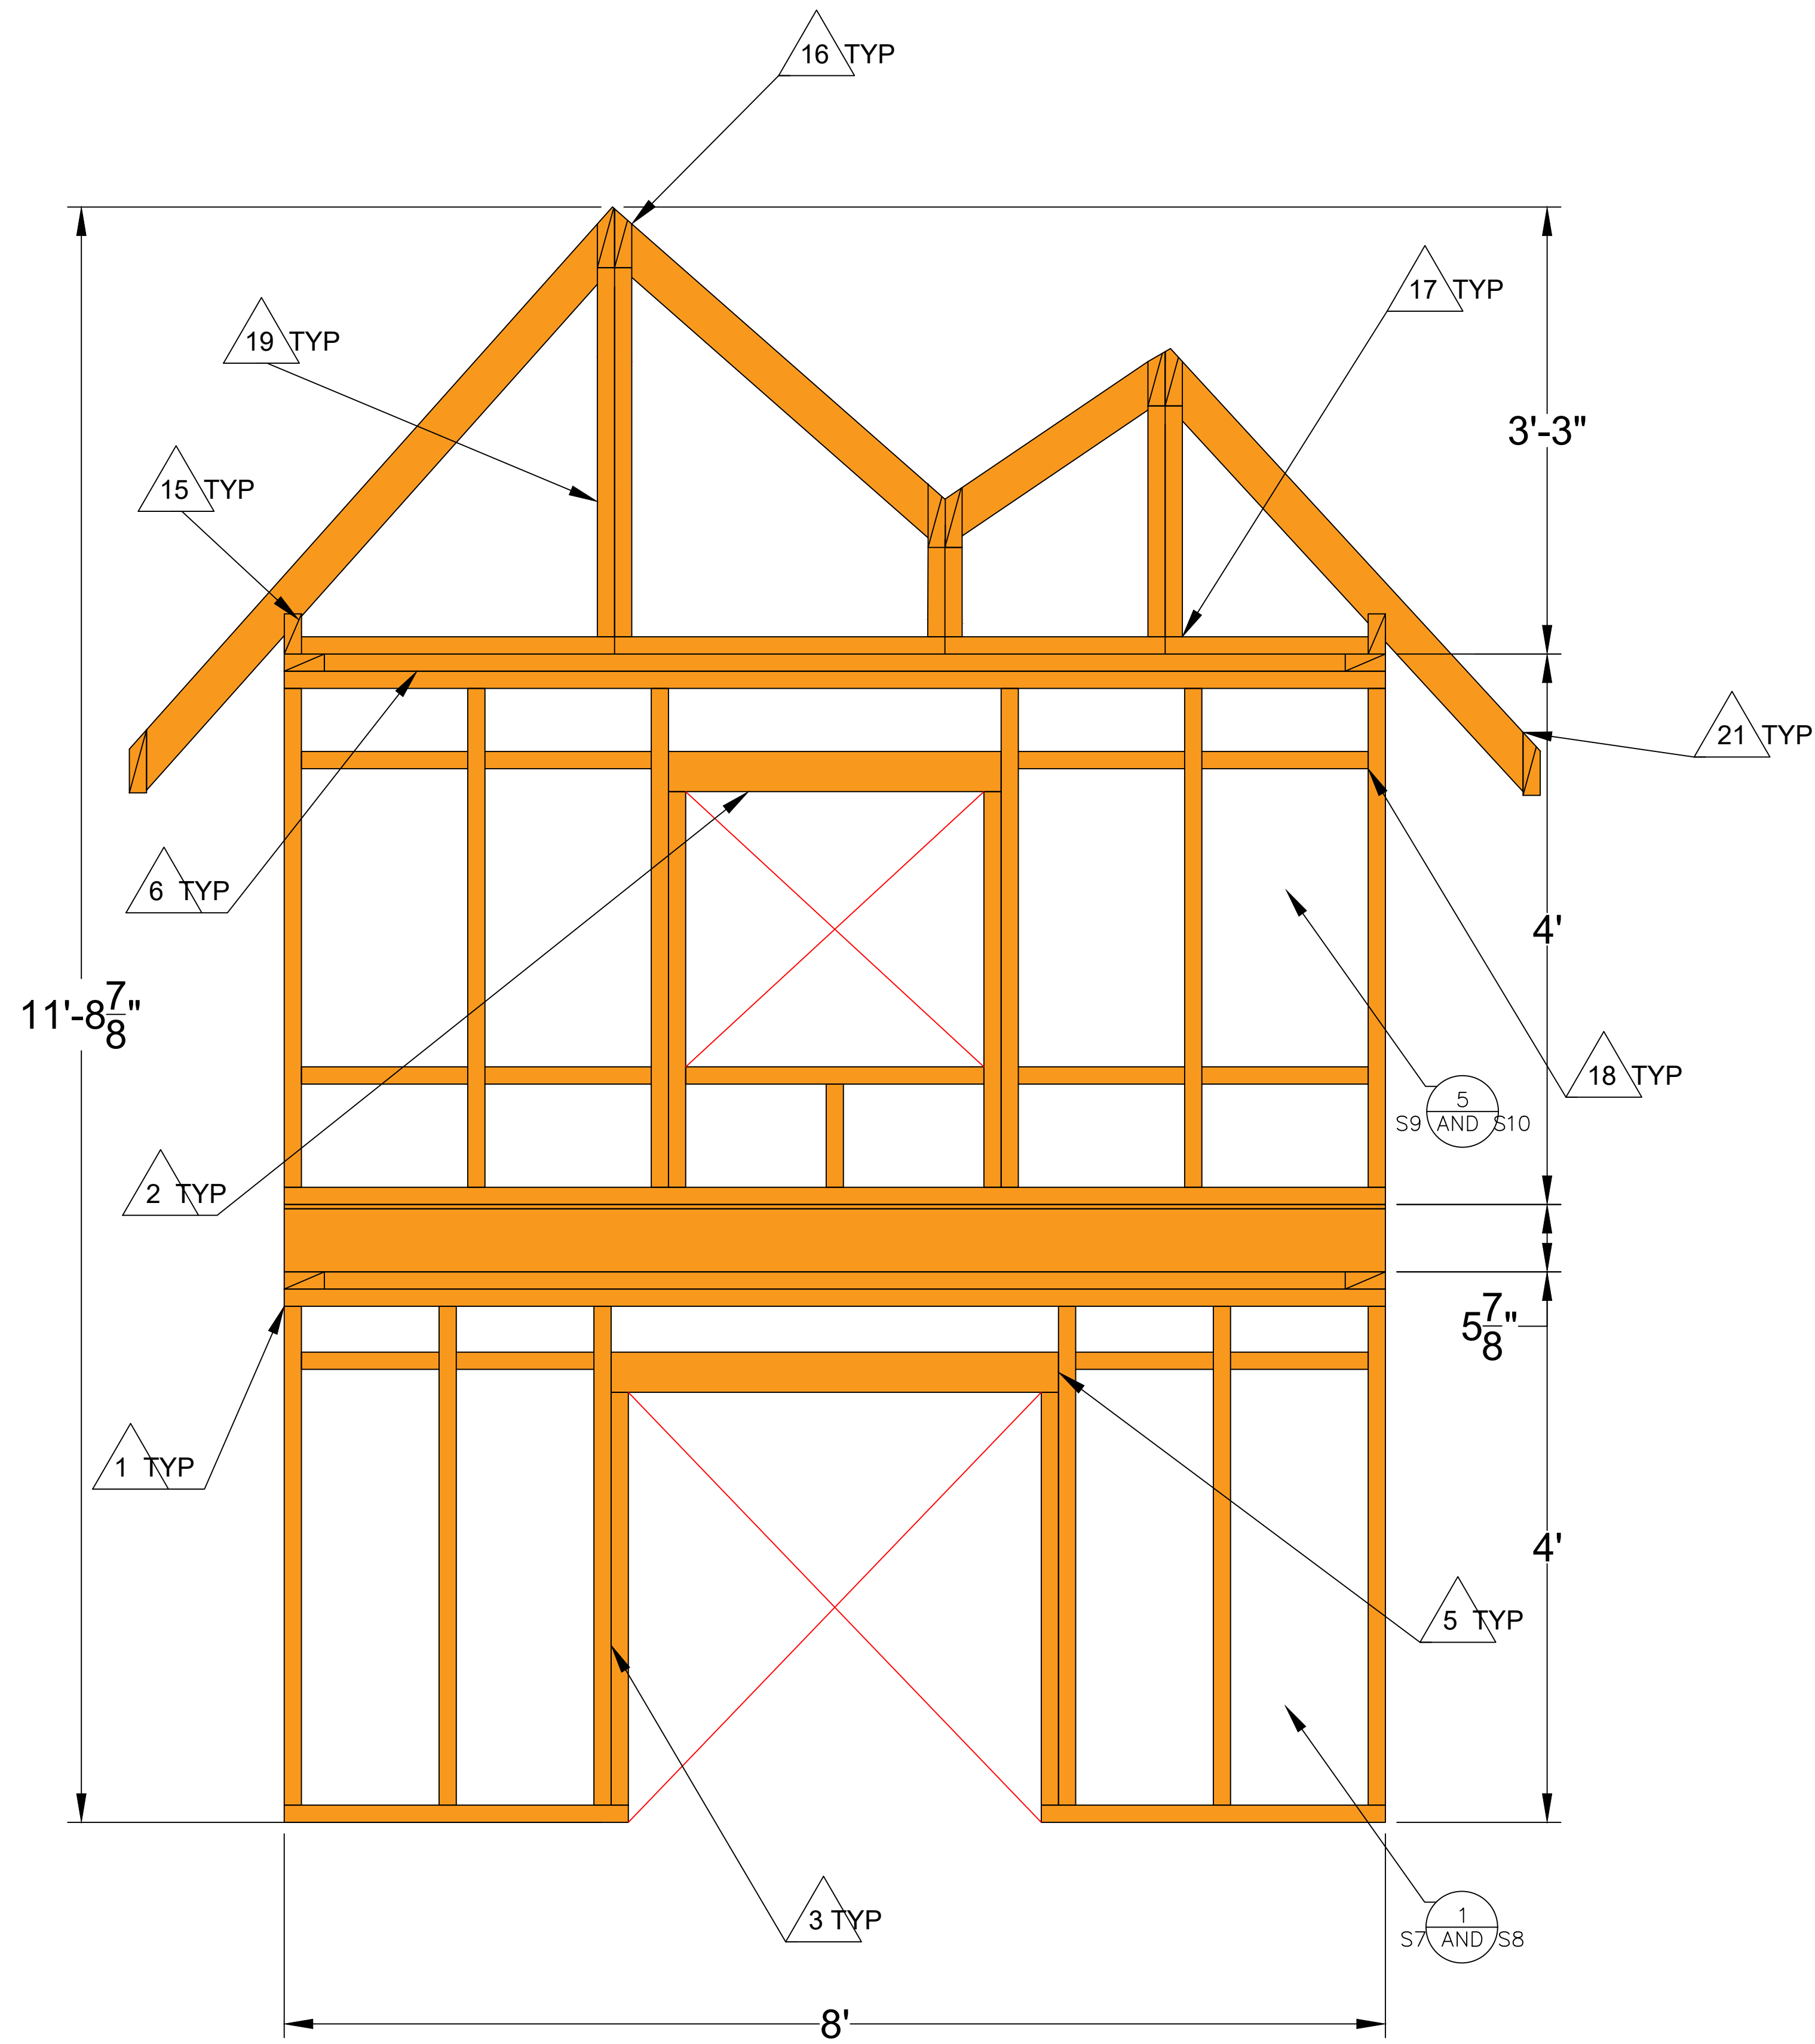 16 TYP
17 TYP
19 TYP
3'-3"
15 TYP
21 TYP
6 TYP
4'
11'-8 7/8"
18 TYP
5
S9 AND S10
2 TYP
5 7/8"
1 TYP
4'
5 TYP
3 TYP
1
S7 AND S8
8'